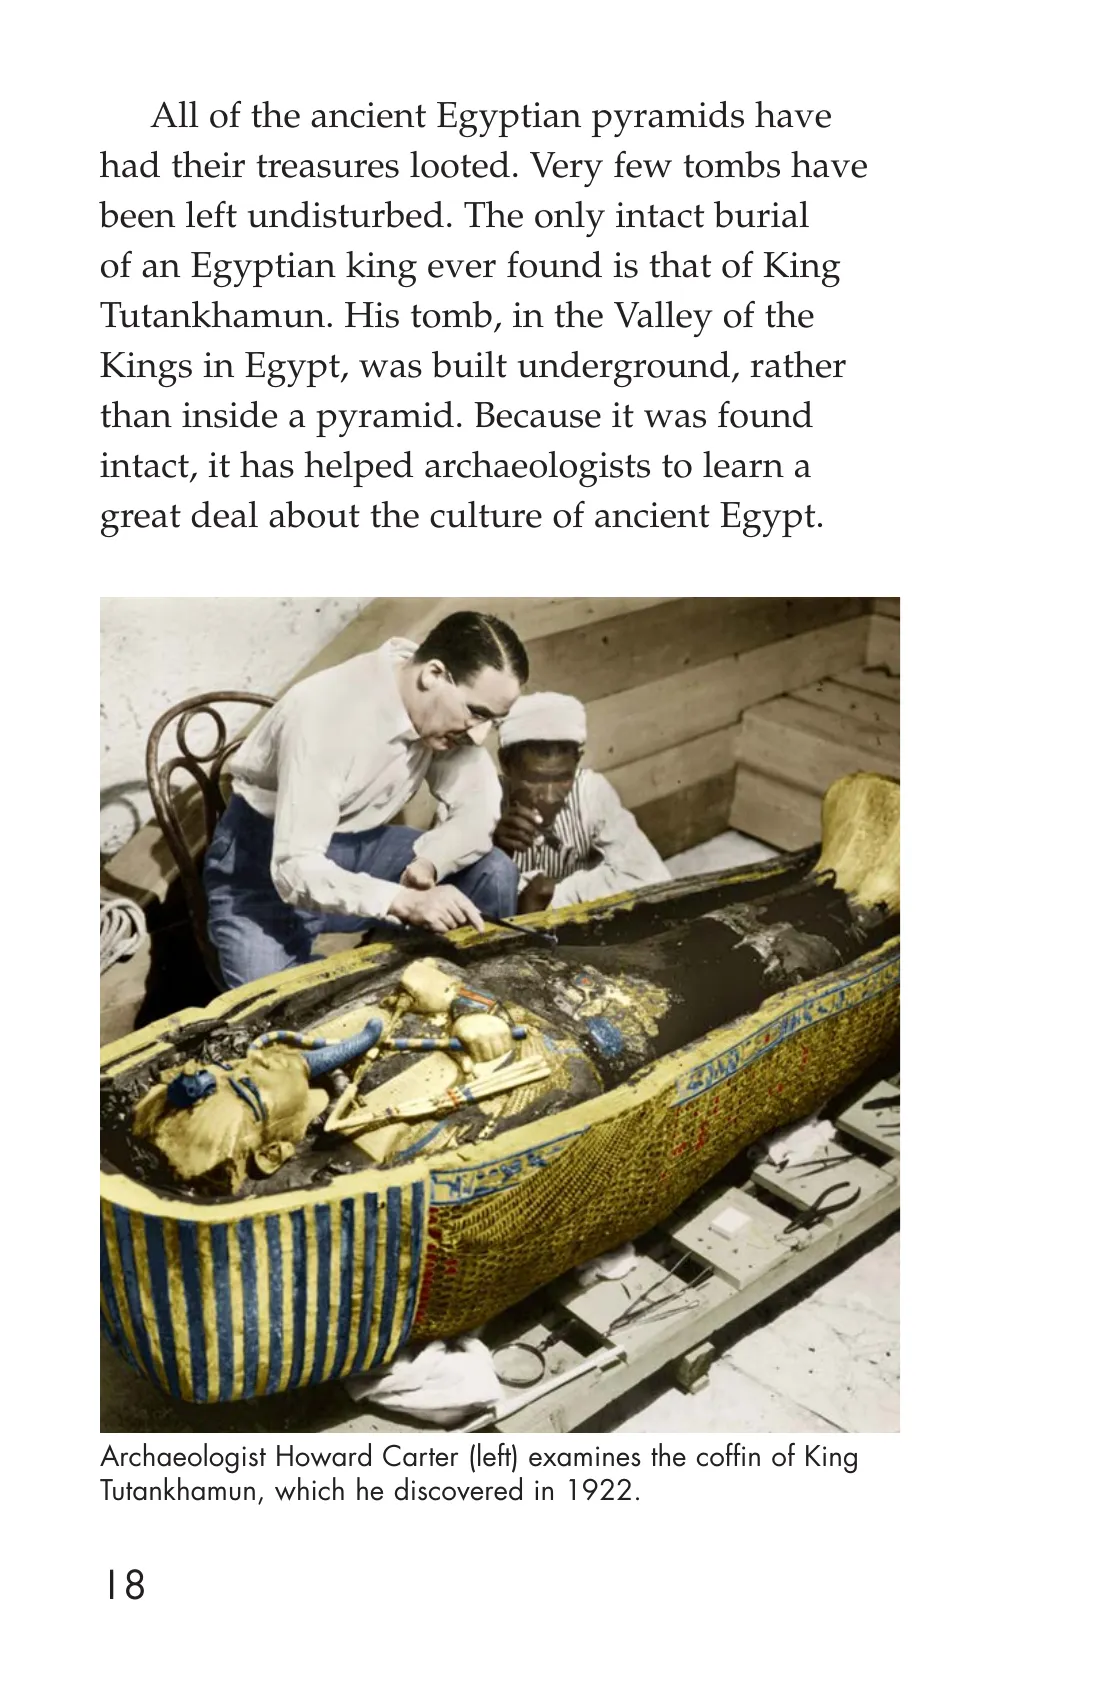 All of the ancient Egyptian pyramids have
had their treasures looted. Very few tombs have
been left undisturbed. The only intact burial
of an Egyptian king ever found is that of King
Tutankhamun. His tomb, in the Valley of the
Kings in Egypt, was built underground, rather
than inside a pyramid. Because it was found
intact, it has helped archaeologists to learn a
great deal about the culture of ancient Egypt.
Archaeologist Howard Carter (left) examines the coffin of King
Tutankhamun, which he discovered in 1922.
18